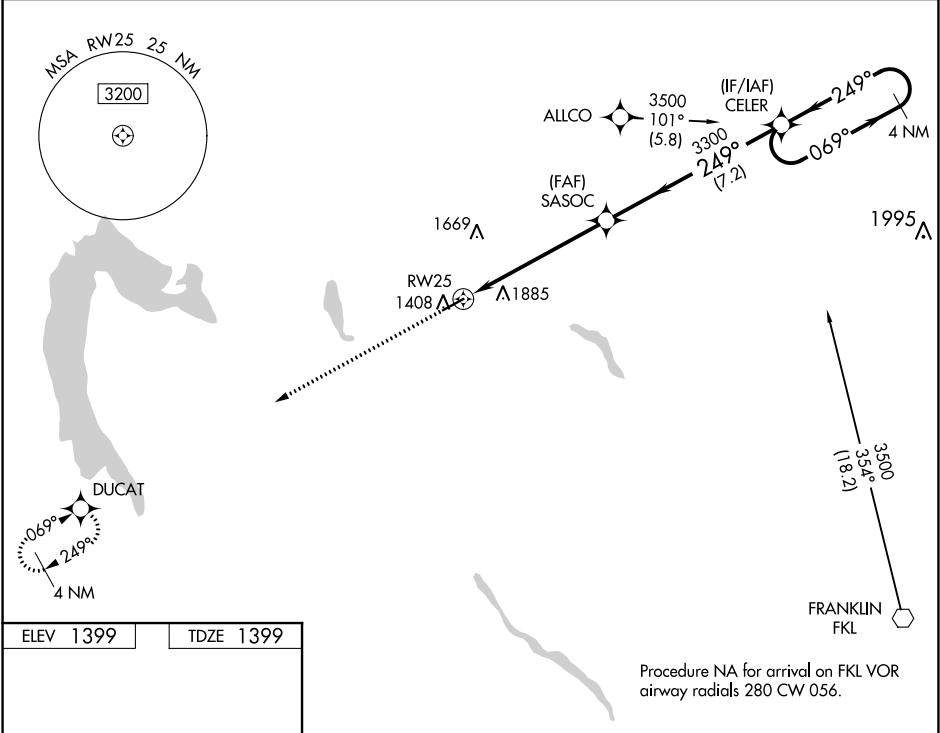 MSA RW25 25 NM
3200
ALLCO
3500
101°
(5.8)
(IF/IAF)
CELER
249°
069°
4 NM
3300
249°
(7.2)
(FAF)
SASOC
1669
1995
RW25
1408
1885
3500
354°
(18.2)
DUCAT
069°
249°
4 NM
FRANKLIN
FKL
ELEV 1399
TDZE 1399
Procedure NA for arrival on FKL VOR
airway radials 280 CW 056.